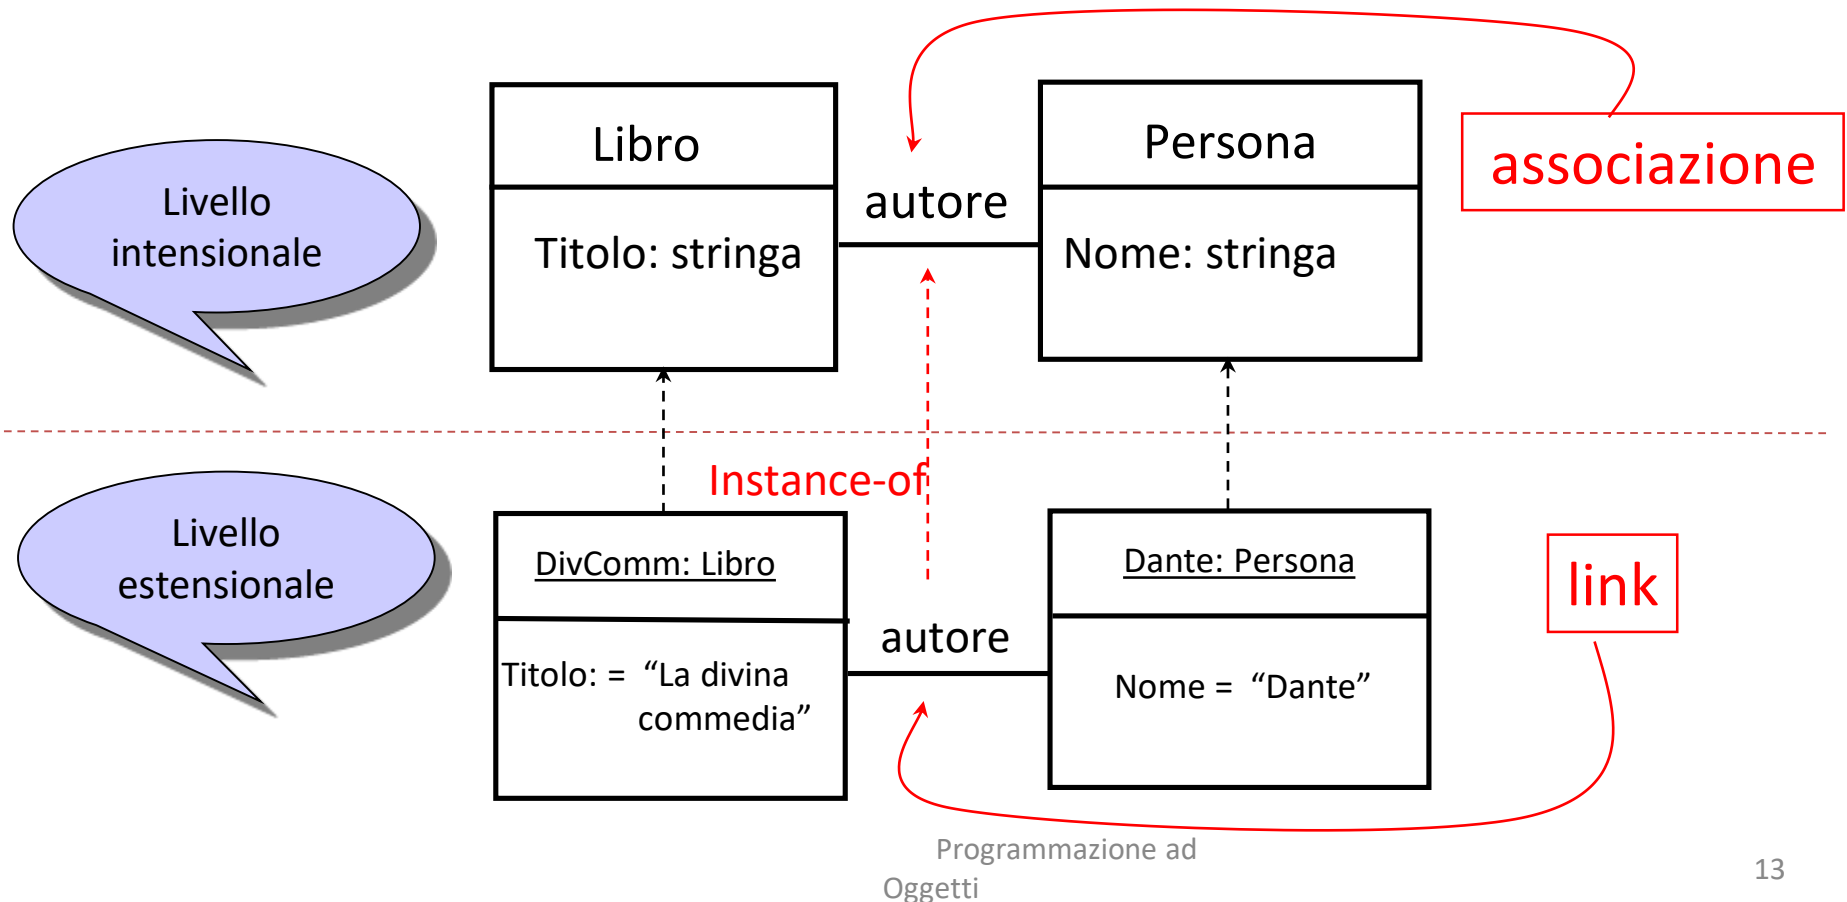 Libro
Persona
associazione
Livello
intensionale
autore
Titolo: stringa
Nome: stringa
Instance-of
Livello
estensionale
DivComm: Libro
Dante: Persona
link
autore
Titolo: = “La divina
commedia”
Nome = “Dante”
Programmazione ad
Oggetti
13